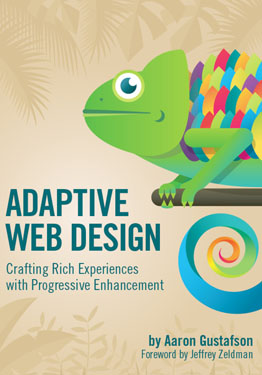 ADAPTIVE
WEB DESIGN
Crafting Rich Experiences
with Progressive Enhancement
by Aaron Gustafson
Foreword by Jeffrey Zeldman